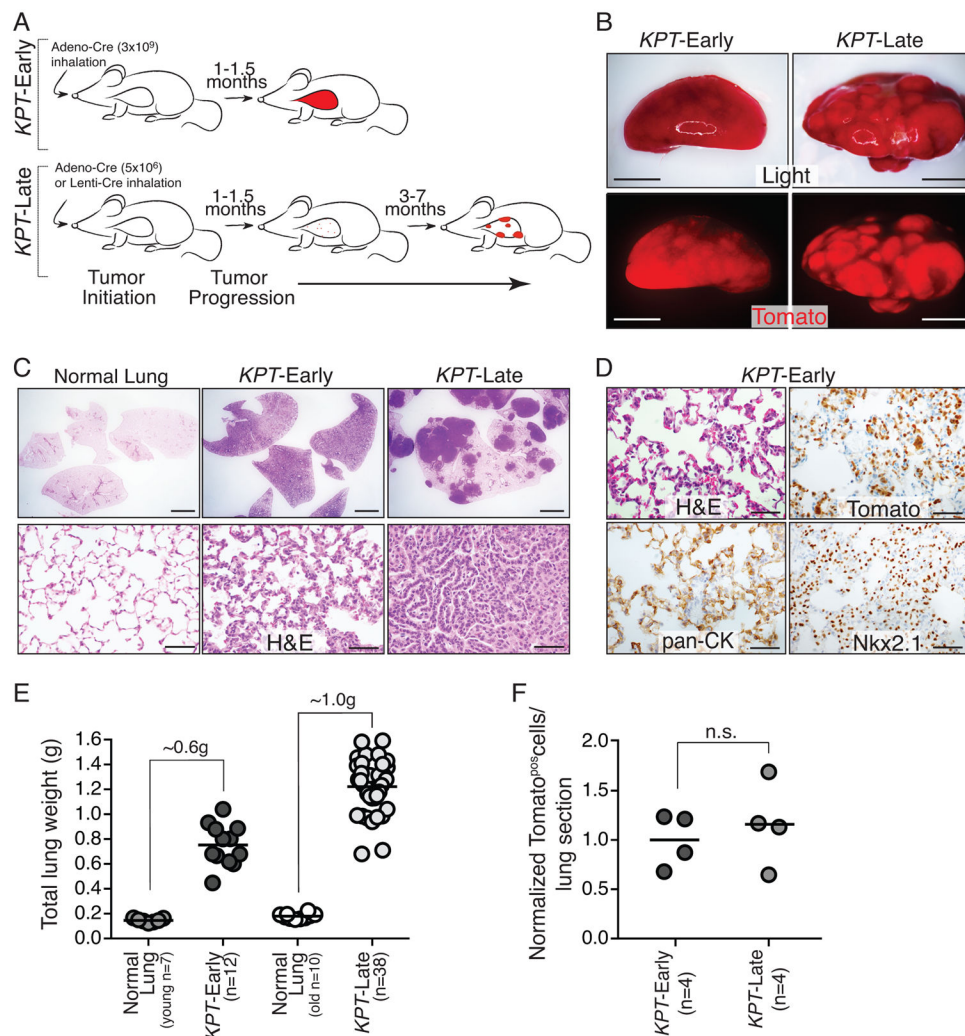 A
KPT-Early
Adeno-Cre (3x10⁹)
inhalation
1-1.5
months
KPT-Late
Adeno-Cre (5x10⁶)
or Lenti-Cre inhalation
1-1.5
months
3-7
months
Tumor
Initiation
Tumor
Progression
B
KPT-Early
KPT-Late
Light
Tomato
C
Normal Lung
KPT-Early
KPT-Late
H&E
D
KPT-Early
H&E
Tomato
pan-CK
Nkx2.1
E
~0.6g
~1.0g
Total lung weight (g)
1.6
1.4
1.2
1.0
0.8
0.6
0.4
0.2
0.0
Normal
Lung
(young n=7)
KPT-Early
(n=12)
Normal
Lung
(old n=10)
KPT-Late
(n=38)
F
n.s.
Normalized Tomatoᵖᵒˢcells/
lung section
2.0
1.5
1.0
0.5
0
KPT-Early
(n=4)
KPT-Late
(n=4)